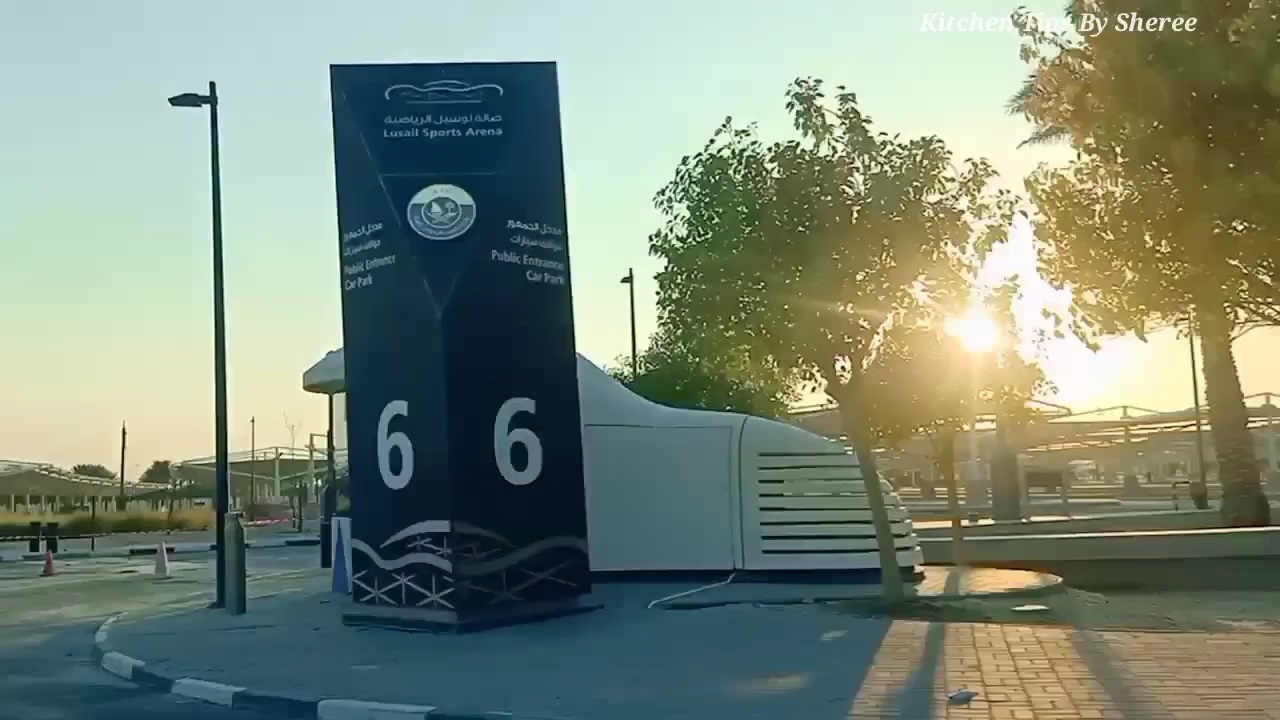 Kitchen Tips By Sheree
صالة لوسيل الرياضية
Lusail Sports Arena
مدخل الجمهور
مواقف سيارات
Public Entrance
Car Park
مدخل الجمهور
مواقف سيارات
Public Entrance
Car Park
6
6